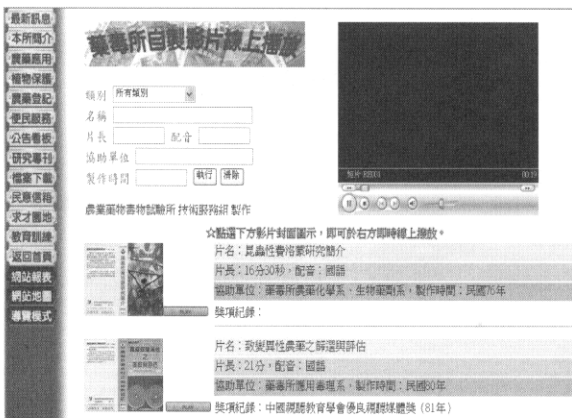 最新訊息
本所簡介
農藥應用
植物保護
農藥登記
便民服務
公告看板
研究專刊
檔案下載
民意信箱
求才園地
教育訓練
返回首頁
網站報表
網站地圖
導覽模式
藥毒所自製影片線上播放
類別 所有類別
名稱
片長 配音
協助單位
製作時間 執行 清除
農業藥物毒物試驗所 技術服務組 製作
☆點選下方影片封面圖示，即可於右方即時線上播放。
片名：昆蟲性費洛蒙研究簡介
片長：16分30秒，配音：國語
協助單位：藥毒所農藥化學系、生物藥劑系，製作時間：民國76年
獎項紀錄：
PLAY
片名：致變異性農藥之篩選與評估
片長：21分，配音：國語
協助單位：藥毒所應用毒理系，製作時間：民國80年
獎項紀錄：中國視聽教育學會優良視聽媒體獎 (81年)
PLAY
00:19